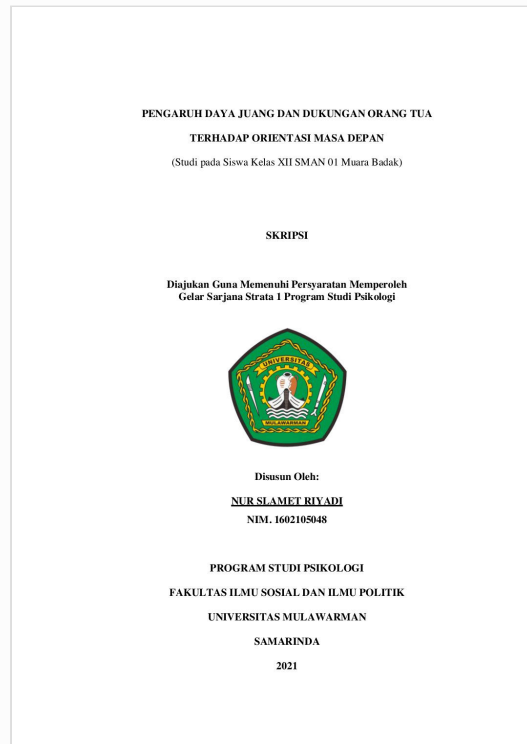 PENGARUH DAYA JUANG DAN DUKUNGAN ORANG TUA
TERHADAP ORIENTASI MASA DEPAN
(Studi pada Siswa Kelas XII SMAN 01 Muara Badak)
SKRIPSI
Diajukan Guna Memenuhi Persyaratan Memperoleh
Gelar Sarjana Strata 1 Program Studi Psikologi
UNIVERSITAS
MULAWARMAN
Disusun Oleh:
NUR SLAMET RIYADI
NIM. 1602105048
PROGRAM STUDI PSIKOLOGI
FAKULTAS ILMU SOSIAL DAN ILMU POLITIK
UNIVERSITAS MULAWARMAN
SAMARINDA
2021